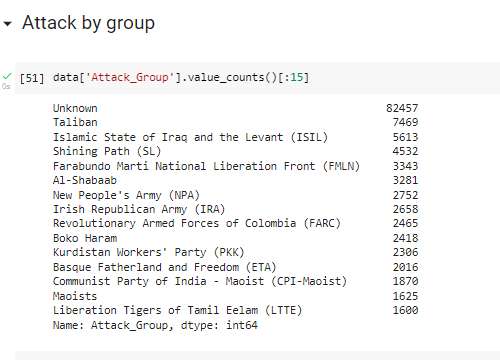 Attack by group
[51] data['Attack_Group'].value_counts()[:15]
0s
Unknown 82457
Taliban 7469
Islamic State of Iraq and the Levant (ISIL) 5613
Shining Path (SL) 4532
Farabundo Marti National Liberation Front (FMLN) 3343
Al-Shabaab 3281
New People's Army (NPA) 2752
Irish Republican Army (IRA) 2658
Revolutionary Armed Forces of Colombia (FARC) 2465
Boko Haram 2418
Kurdistan Workers' Party (PKK) 2306
Basque Fatherland and Freedom (ETA) 2016
Communist Party of India - Maoist (CPI-Maoist) 1870
Maoists 1625
Liberation Tigers of Tamil Eelam (LTTE) 1600
Name: Attack_Group, dtype: int64